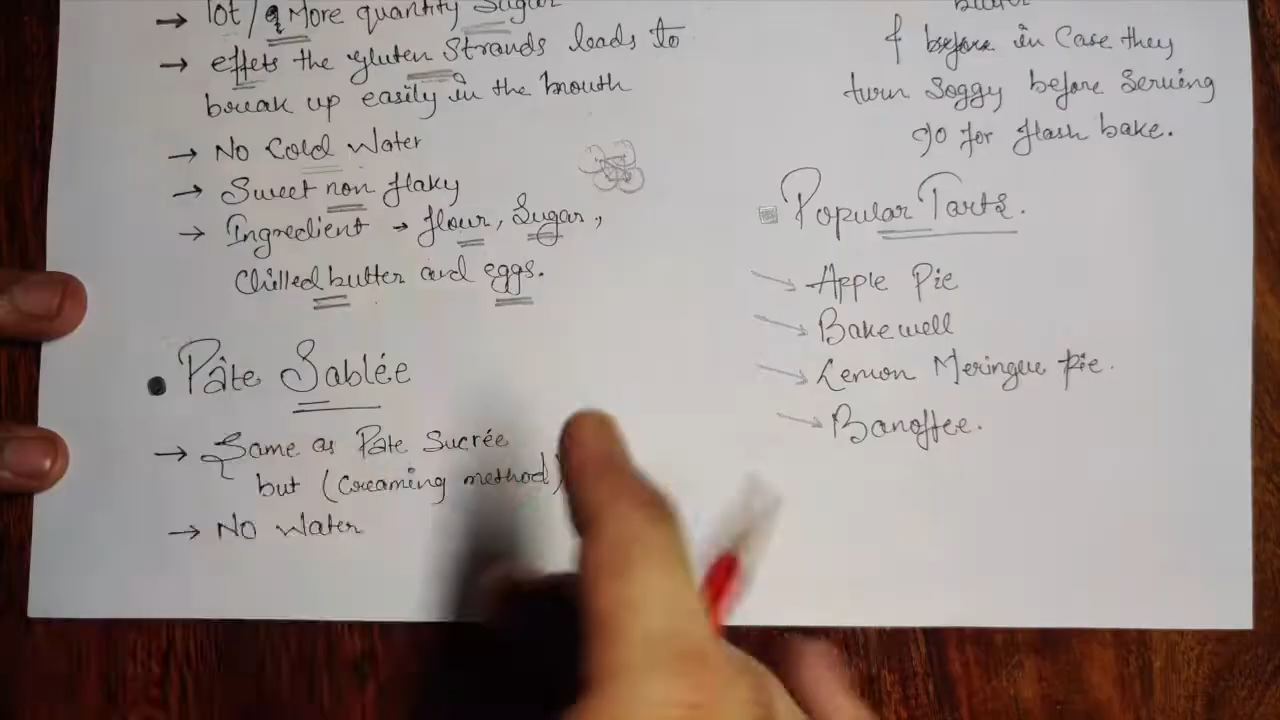 → lot / More quantity Sugar
→ effets the gluten Strands leads to
break up easily in the mouth
→ No Cold Water
→ Sweet non flaky
→ Ingredient → flour, Sugar,
Chilled butter and eggs.
• Pâte Sablée
→ Same as Pâte Sucrée
but (Creaming method)
→ No Water
& before in Case they
turn Soggy before Serving
go for flash bake.
Popular Tarts.
→ Apple Pie
→ Bakewell
→ Lemon Meringue Pie.
→ Banoffee.